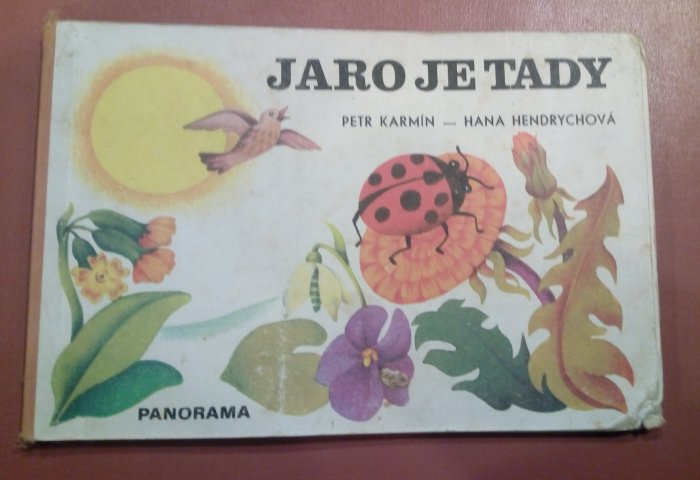 JARO JE TADY
PETR KARMÍN — HANA HENDRYCHOVÁ
PANORAMA